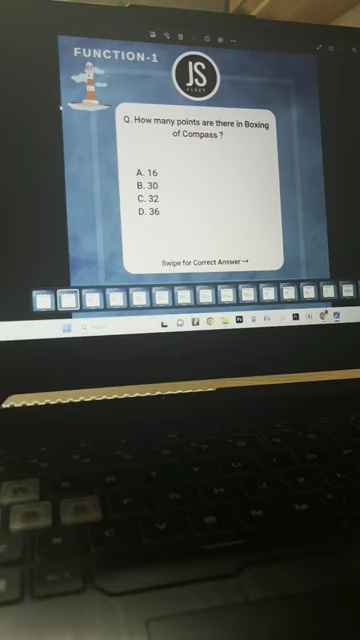 FUNCTION-1
JS
FLEET
Q. How many points are there in Boxing
of Compass ?
A. 16
B. 30
C. 32
D. 36
Swipe for Correct Answer →